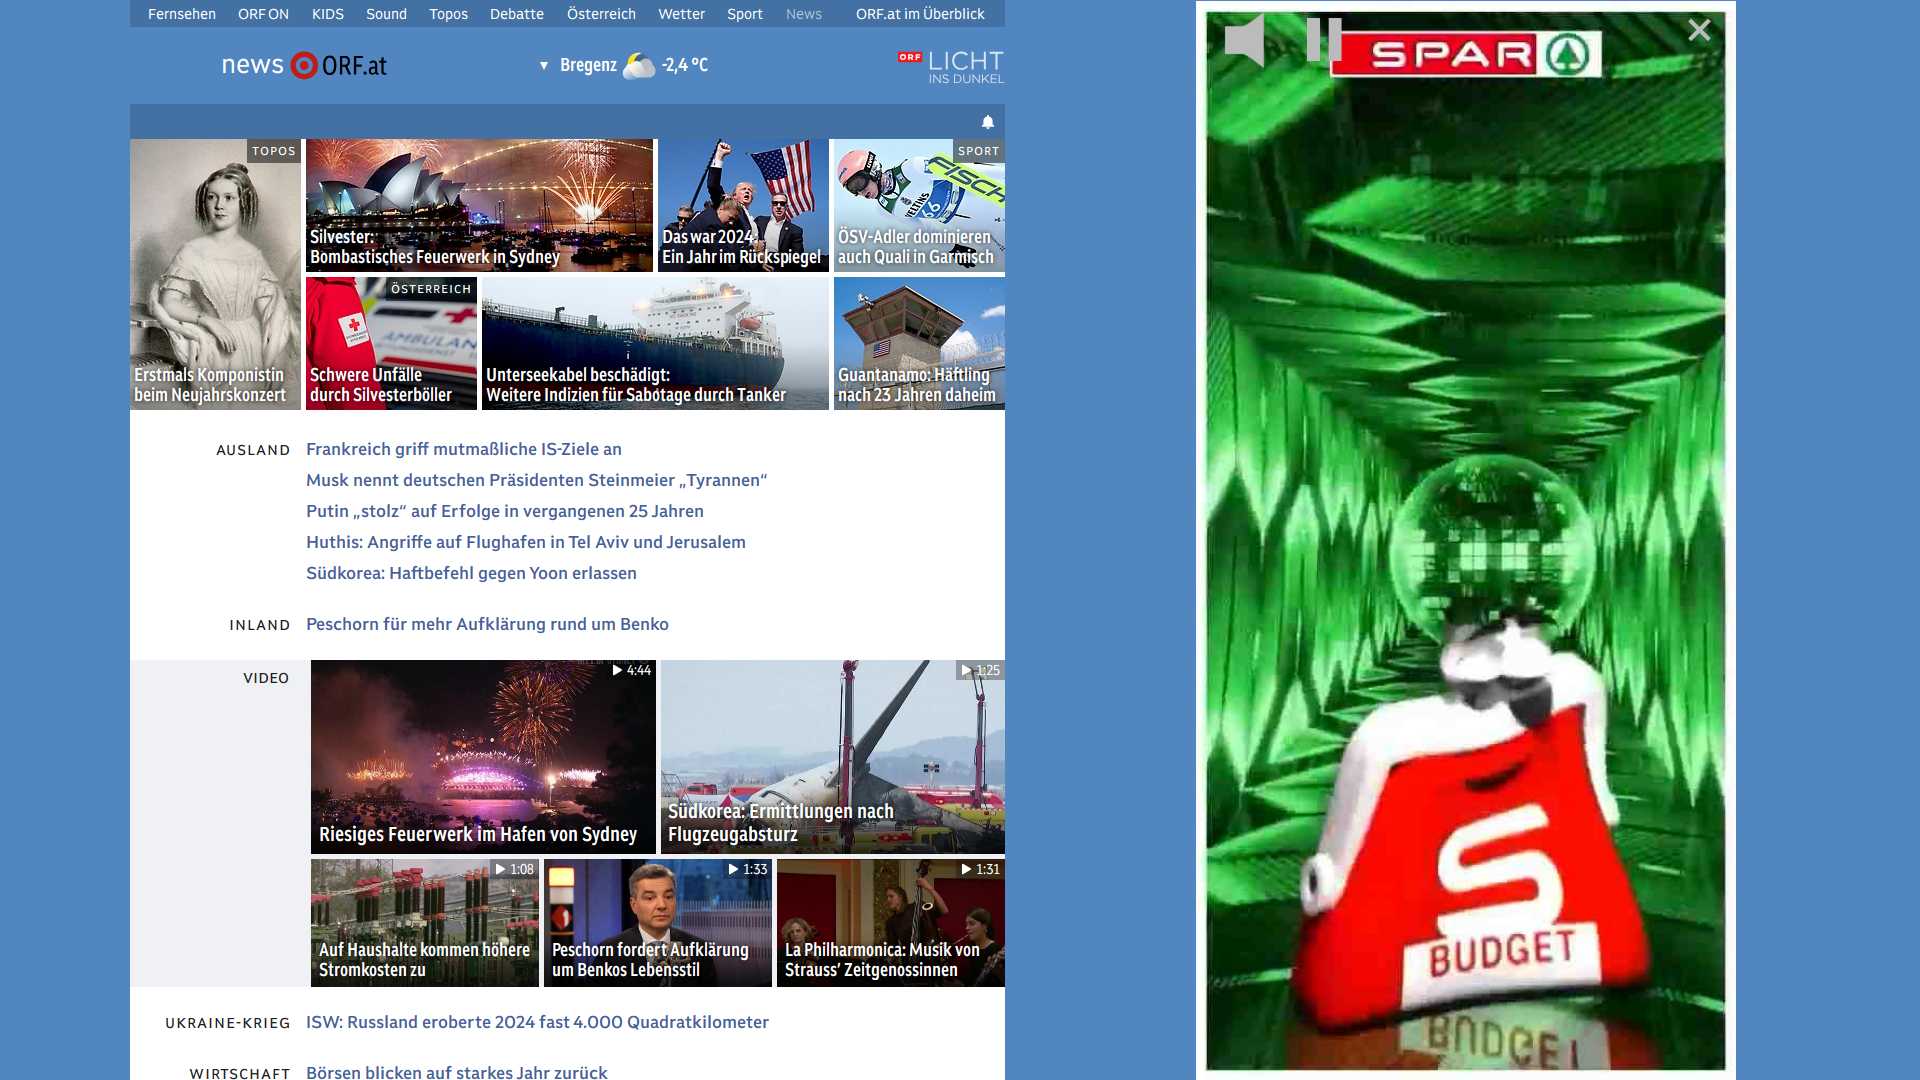 Fernsehen ORF ON KIDS Sound Topos Debatte Österreich Wetter Sport News ORF.at im Überblick
news ORF.at
Bregenz -2,4 °C
ORF LICHT
INS DUNKEL
TOPOS
Erstmals Komponistin
beim Neujahrskonzert
Silvester:
Bombastisches Feuerwerk in Sydney
Das war 2024:
Ein Jahr im Rückspiegel
SPORT
FISCH
VELTINS
66
ÖSV-Adler dominieren
auch Quali in Garmisch
ÖSTERREICH
AMBULAN
Schwere Unfälle
durch Silvesterböller
Unterseekabel beschädigt:
Weitere Indizien für Sabotage durch Tanker
Guantanamo: Häftling
nach 23 Jahren daheim
AUSLAND
Frankreich griff mutmaßliche IS-Ziele an
Musk nennt deutschen Präsidenten Steinmeier „Tyrannen“
Putin „stolz“ auf Erfolge in vergangenen 25 Jahren
Huthis: Angriffe auf Flughafen in Tel Aviv und Jerusalem
Südkorea: Haftbefehl gegen Yoon erlassen
INLAND
Peschorn für mehr Aufklärung rund um Benko
VIDEO
4:44
Riesiges Feuerwerk im Hafen von Sydney
1:25
Südkorea: Ermittlungen nach
Flugzeugabsturz
1:08
Auf Haushalte kommen höhere
Stromkosten zu
1:33
Peschorn fordert Aufklärung
um Benkos Lebensstil
1:31
La Philharmonica: Musik von
Strauss’ Zeitgenossinnen
UKRAINE-KRIEG
ISW: Russland eroberte 2024 fast 4.000 Quadratkilometer
WIRTSCHAFT
Börsen blicken auf starkes Jahr zurück
SPAR
S
BUDGET
BUDGET